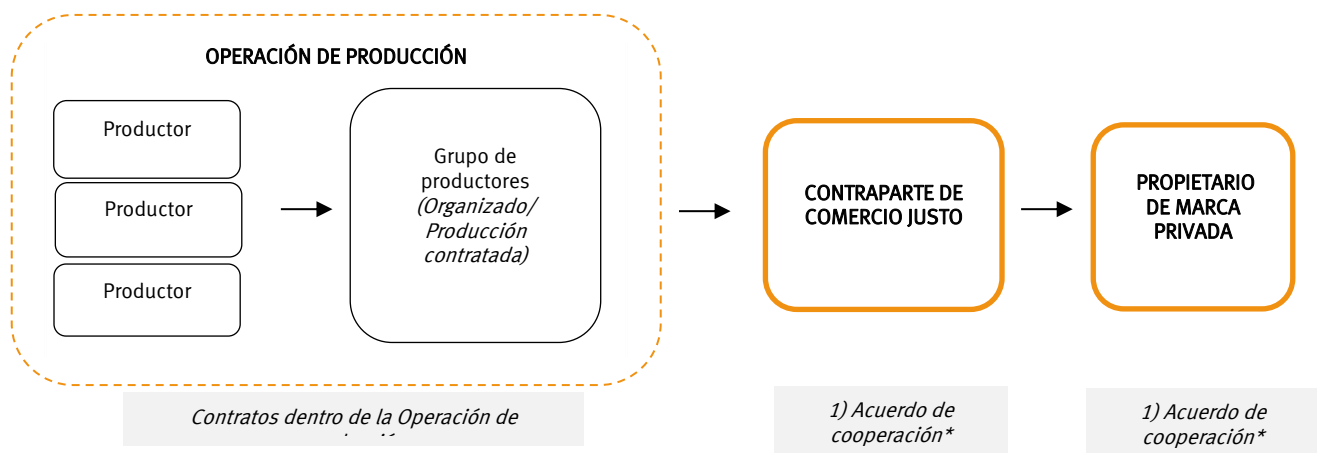 OPERACIÓN DE PRODUCCIÓN
Productor
Productor
Productor
Grupo de
productores
(Organizado/
Producción
contratada)
CONTRAPARTE DE
COMERCIO JUSTO
PROPIETARIO
DE MARCA
PRIVADA
Contratos dentro de la Operación de
1) Acuerdo de
cooperación*
1) Acuerdo de
cooperación*